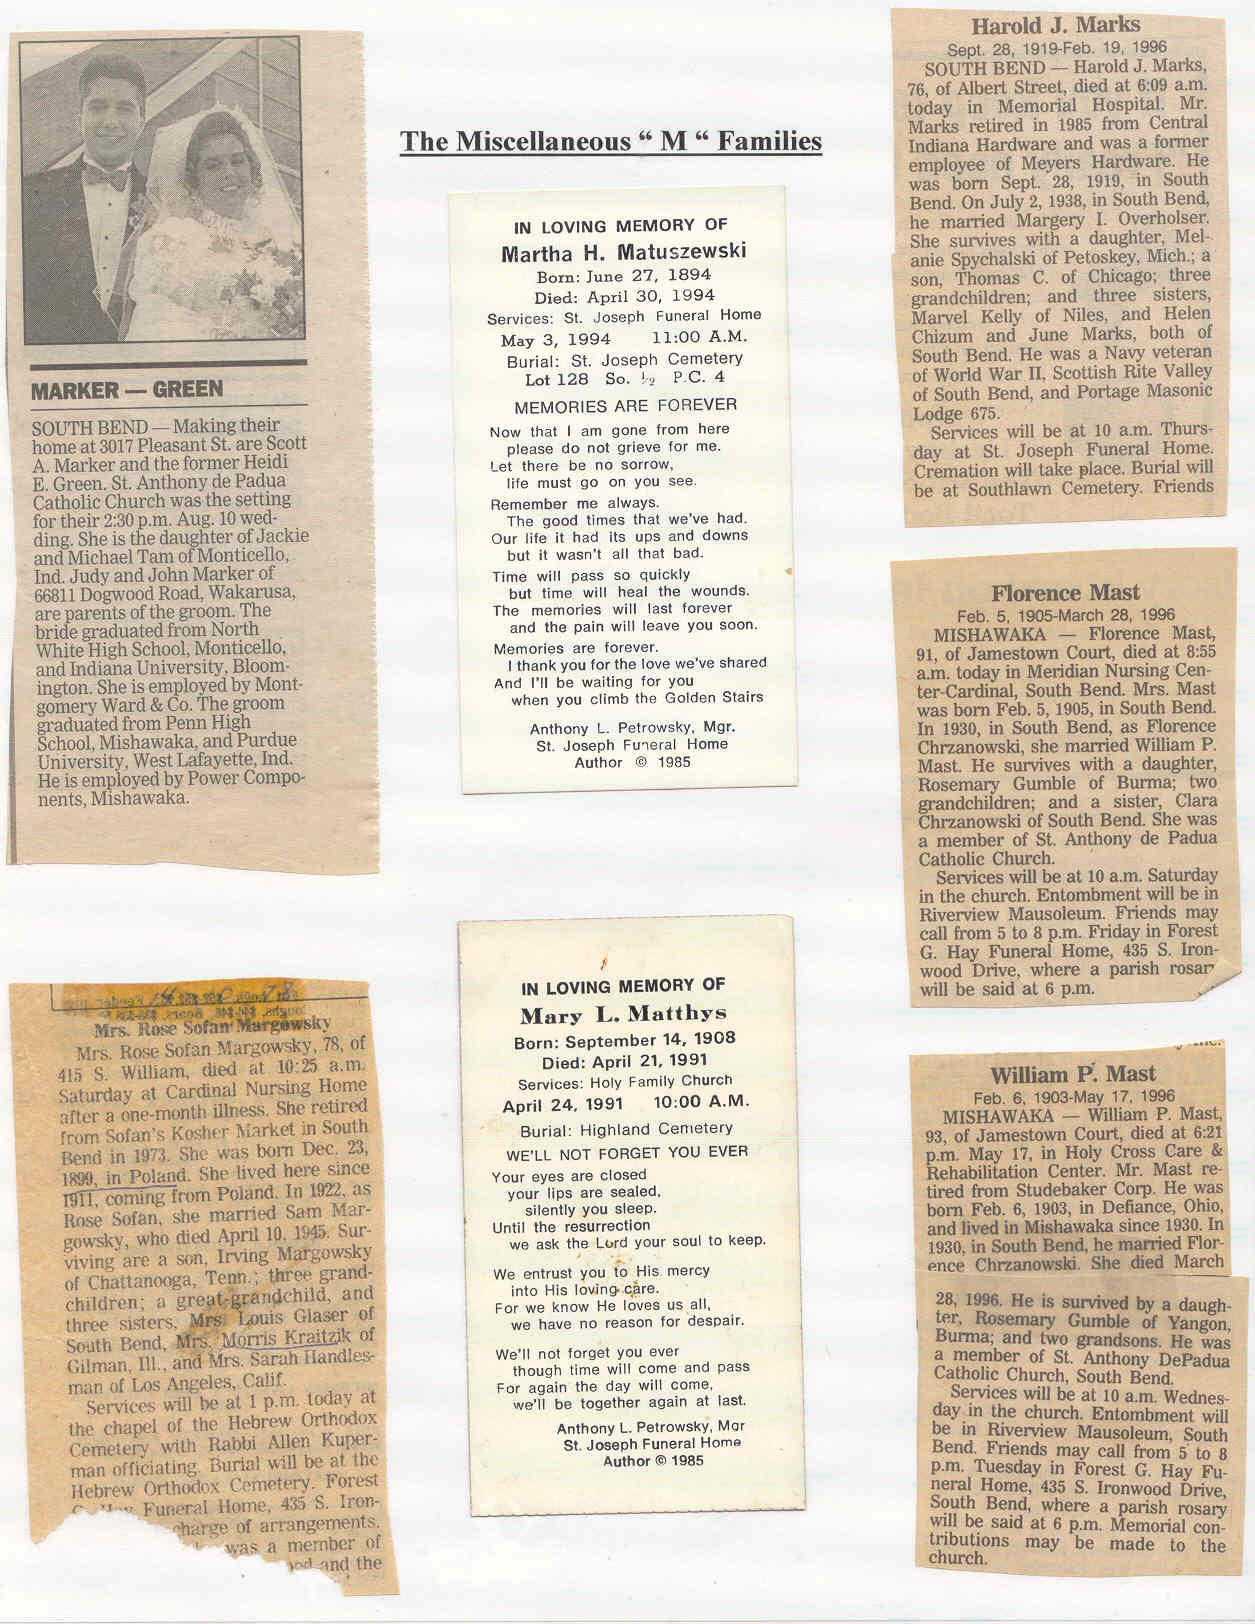 The Miscellaneous “ M “ Families
MARKER — GREEN
SOUTH BEND — Making their
home at 3017 Pleasant St. are Scott
A. Marker and the former Heidi
E. Green. St. Anthony de Padua
Catholic Church was the setting
for their 2:30 p.m. Aug. 10 wed-
ding. She is the daughter of Jackie
and Michael Tam of Monticello,
Ind. Judy and John Marker of
66811 Dogwood Road, Wakarusa,
are parents of the groom. The
bride graduated from North
White High School, Monticello,
and Indiana University, Bloom-
ington. She is employed by Mont-
gomery Ward & Co. The groom
graduated from Penn High
School, Mishawaka, and Purdue
University, West Lafayette, Ind.
He is employed by Power Compo-
nents, Mishawaka.
Mrs. Rose Sofan Margowsky
Mrs. Rose Sofan Margowsky, 78, of
415 S. William, died at 10:25 a.m.
Saturday at Cardinal Nursing Home
after a one-month illness. She retired
from Sofan's Kosher Market in South
Bend in 1973. She was born Dec. 23,
1899, in Poland. She lived here since
1911, coming from Poland. In 1922, as
Rose Sofan, she married Sam Mar-
gowsky, who died April 10, 1945. Sur-
viving are a son, Irving Margowsky
of Chattanooga, Tenn.; three grand-
children; a great-grandchild, and
three sisters, Mrs. Louis Glaser of
South Bend, Mrs. Morris Kraitzik of
Gilman, Ill., and Mrs. Sarah Handles-
man of Los Angeles, Calif.
Services will be at 1 p.m. today at
the chapel of the Hebrew Orthodox
Cemetery with Rabbi Allen Kuper-
man officiating. Burial will be at the
Hebrew Orthodox Cemetery. Forest
G. Hay Funeral Home, 435 S. Iron-
charge of arrangements.
was a member of
and the
IN LOVING MEMORY OF
Martha H. Matuszewski
Born: June 27, 1894
Died: April 30, 1994
Services: St. Joseph Funeral Home
May 3, 1994 11:00 A.M.
Burial: St. Joseph Cemetery
Lot 128 So. ½ P.C. 4
MEMORIES ARE FOREVER
Now that I am gone from here
please do not grieve for me.
Let there be no sorrow,
life must go on you see.
Remember me always.
The good times that we've had.
Our life it had its ups and downs
but it wasn't all that bad.
Time will pass so quickly
but time will heal the wounds.
The memories will last forever
and the pain will leave you soon.
Memories are forever.
I thank you for the love we've shared
And I'll be waiting for you
when you climb the Golden Stairs
Anthony L. Petrowsky, Mgr.
St. Joseph Funeral Home
Author © 1985
IN LOVING MEMORY OF
Mary L. Matthys
Born: September 14, 1908
Died: April 21, 1991
Services: Holy Family Church
April 24, 1991 10:00 A.M.
Burial: Highland Cemetery
WE'LL NOT FORGET YOU EVER
Your eyes are closed
your lips are sealed,
silently you sleep.
Until the resurrection
we ask the Lord your soul to keep.
We entrust you to His mercy
into His loving care.
For we know He loves us all,
we have no reason for despair.
We'll not forget you ever
though time will come and pass
For again the day will come,
we'll be together again at last.
Anthony L. Petrowsky, Mgr
St. Joseph Funeral Home
Author © 1985
Harold J. Marks
Sept. 28, 1919-Feb. 19, 1996
SOUTH BEND — Harold J. Marks,
76, of Albert Street, died at 6:09 a.m.
today in Memorial Hospital. Mr.
Marks retired in 1985 from Central
Indiana Hardware and was a former
employee of Meyers Hardware. He
was born Sept. 28, 1919, in South
Bend. On July 2, 1938, in South Bend,
he married Margery I. Overholser.
She survives with a daughter, Mel-
anie Spychalski of Petoskey, Mich.; a
son, Thomas C. of Chicago; three
grandchildren; and three sisters,
Marvel Kelly of Niles, and Helen
Chizum and June Marks, both of
South Bend. He was a Navy veteran
of World War II, Scottish Rite Valley
of South Bend, and Portage Masonic
Lodge 675.
Services will be at 10 a.m. Thurs-
day at St. Joseph Funeral Home.
Cremation will take place. Burial will
be at Southlawn Cemetery. Friends
Florence Mast
Feb. 5, 1905-March 28, 1996
MISHAWAKA — Florence Mast,
91, of Jamestown Court, died at 8:55
a.m. today in Meridian Nursing Cen-
ter-Cardinal, South Bend. Mrs. Mast
was born Feb. 5, 1905, in South Bend.
In 1930, in South Bend, as Florence
Chrzanowski, she married William P.
Mast. He survives with a daughter,
Rosemary Gumble of Burma; two
grandchildren; and a sister, Clara
Chrzanowski of South Bend. She was
a member of St. Anthony de Padua
Catholic Church.
Services will be at 10 a.m. Saturday
in the church. Entombment will be in
Riverview Mausoleum. Friends may
call from 5 to 8 p.m. Friday in Forest
G. Hay Funeral Home, 435 S. Iron-
wood Drive, where a parish rosary
will be said at 6 p.m.
William P. Mast
Feb. 6, 1903-May 17, 1996
MISHAWAKA — William P. Mast,
93, of Jamestown Court, died at 6:21
p.m. May 17, in Holy Cross Care &
Rehabilitation Center. Mr. Mast re-
tired from Studebaker Corp. He was
born Feb. 6, 1903, in Defiance, Ohio,
and lived in Mishawaka since 1930. In
1930, in South Bend, he married Flor-
ence Chrzanowski. She died March
28, 1996. He is survived by a daugh-
ter, Rosemary Gumble of Yangon,
Burma; and two grandsons. He was
a member of St. Anthony DePadua
Catholic Church, South Bend.
Services will be at 10 a.m. Wednes-
day in the church. Entombment will
be in Riverview Mausoleum, South
Bend. Friends may call from 5 to 8
p.m. Tuesday in Forest G. Hay Fu-
neral Home, 435 S. Ironwood Drive,
South Bend, where a parish rosary
will be said at 6 p.m. Memorial con-
tributions may be made to the
church.